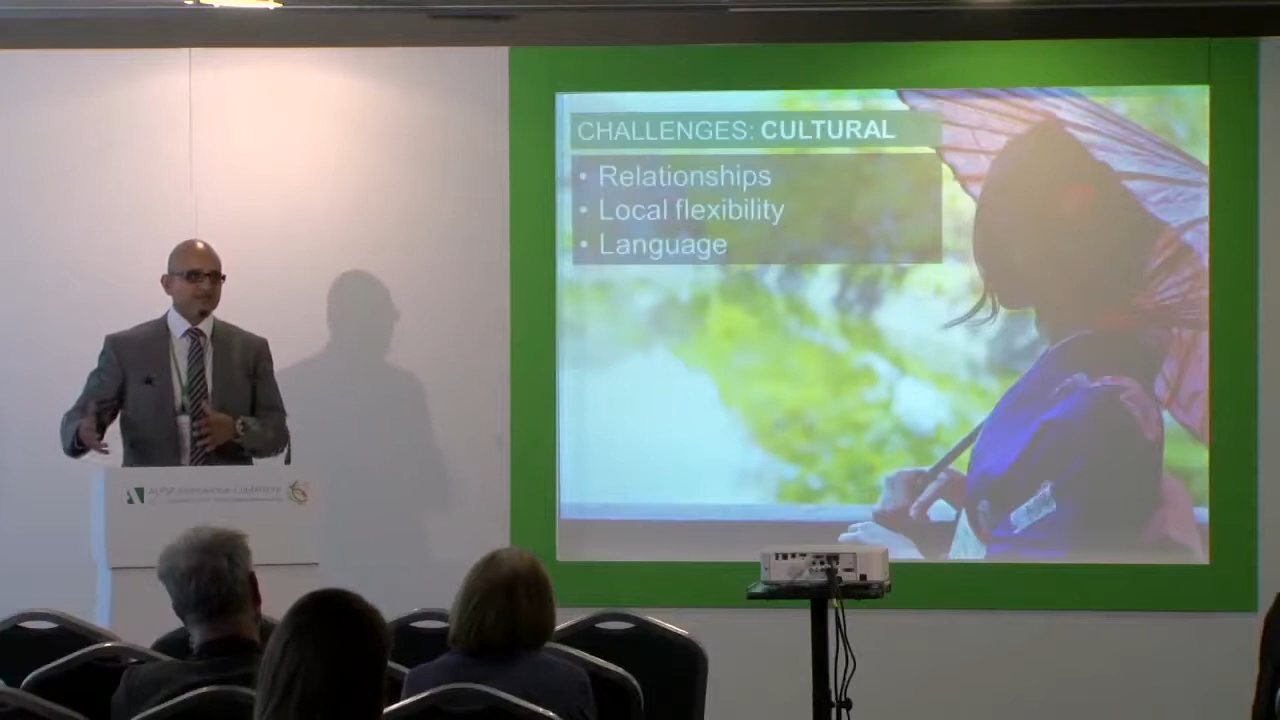 CHALLENGES: CULTURAL
• Relationships
• Local flexibility
• Language